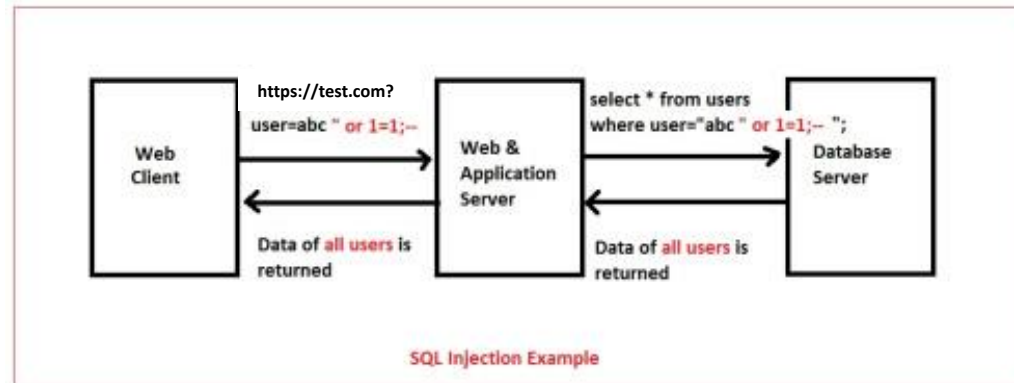 https://test.com?
user=abc " or 1=1;--
select * from users
where user="abc " or 1=1;-- ";
Web
Client
Web &
Application
Server
Database
Server
Data of all users is
returned
Data of all users is
returned
SQL Injection Example